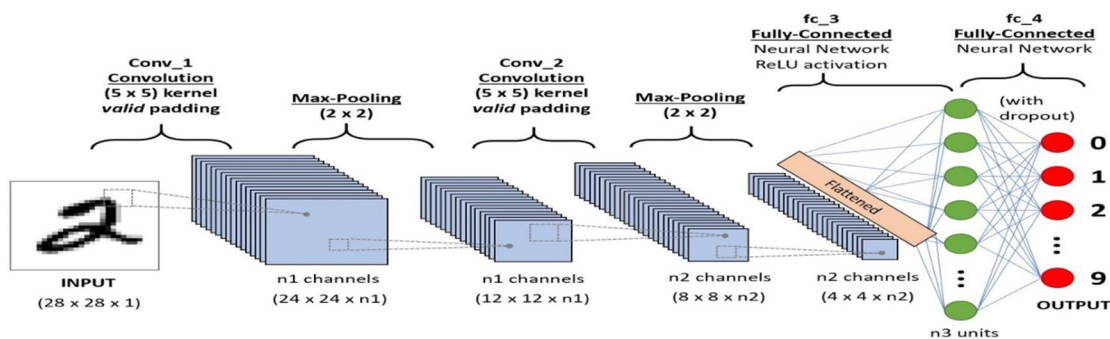 Conv_1
Convolution
(5 x 5) kernel
valid padding
Max-Pooling
(2 x 2)
Conv_2
Convolution
(5 x 5) kernel
valid padding
Max-Pooling
(2 x 2)
fc_3
Fully-Connected
Neural Network
ReLU activation
fc_4
Fully-Connected
Neural Network
(with
dropout)
2
INPUT
(28 x 28 x 1)
n1 channels
(24 x 24 x n1)
n1 channels
(12 x 12 x n1)
n2 channels
(8 x 8 x n2)
n2 channels
(4 x 4 x n2)
Flattened
n3 units
0
1
2
9
OUTPUT